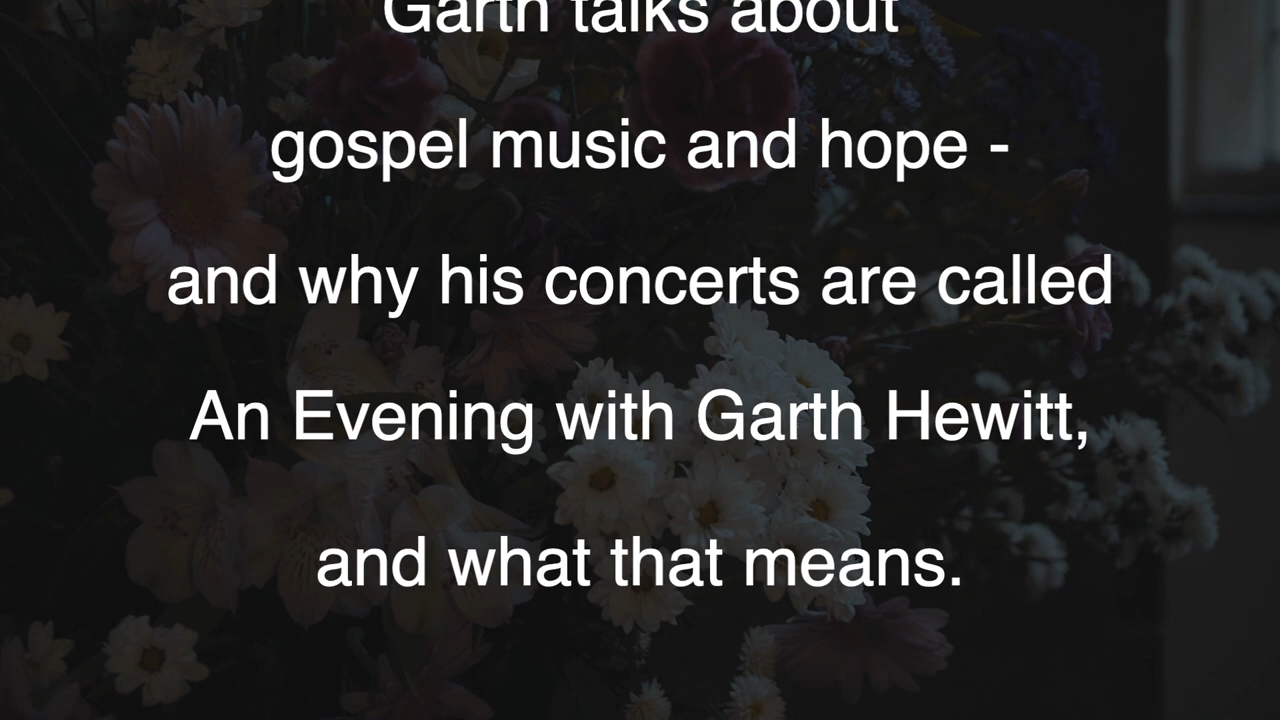 Garth talks about
gospel music and hope -
and why his concerts are called
An Evening with Garth Hewitt,
and what that means.